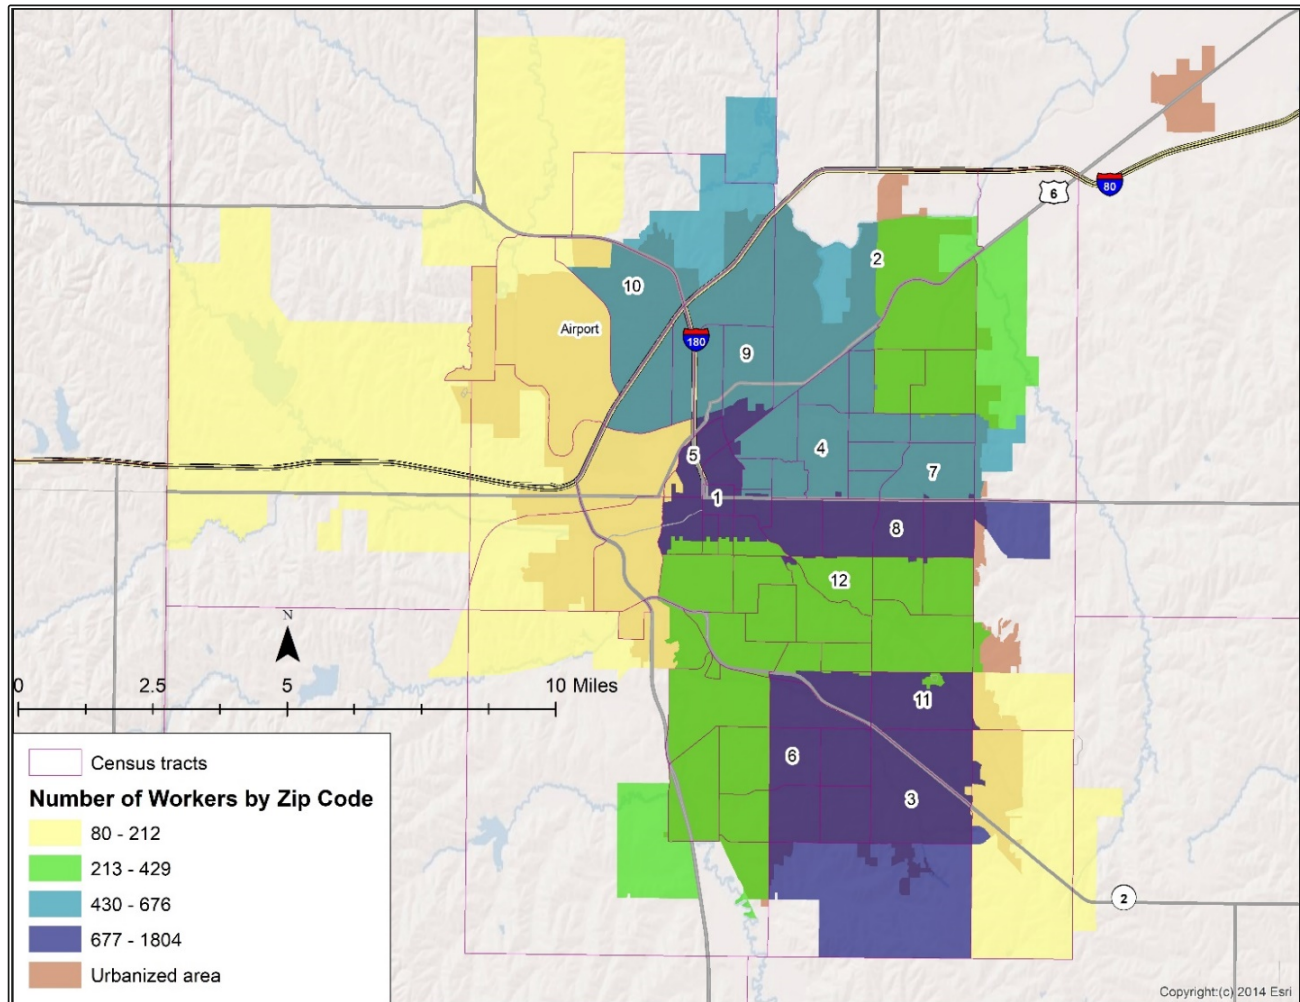 6
80
2
10
Airport
180
9
5
4
7
1
8
12
N
0
2.5
5
10 Miles
11
6
3
2
Census tracts
Number of Workers by Zip Code
80 - 212
213 - 429
430 - 676
677 - 1804
Urbanized area
Copyright:(c) 2014 Esri